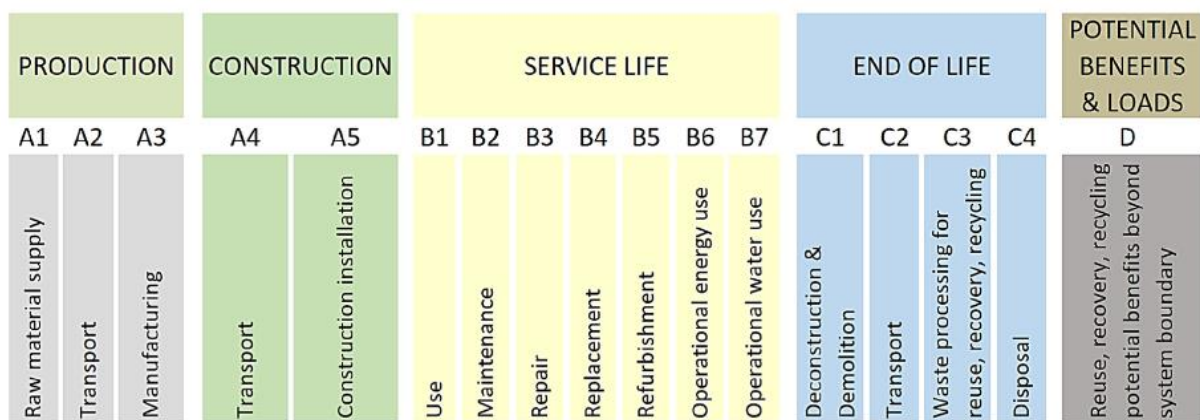 PRODUCTION
CONSTRUCTION
SERVICE LIFE
END OF LIFE
POTENTIAL
BENEFITS
& LOADS
A1
A2
A3
A4
A5
B1
B2
B3
B4
B5
B6
B7
C1
C2
C3
C4
D
Raw material supply
Transport
Manufacturing
Transport
Construction installation
Use
Maintenance
Repair
Replacement
Refurbishment
Operational energy use
Operational water use
Deconstruction &
Demolition
Transport
Waste processing for
reuse, recovery, recycling
Disposal
Reuse, recovery, recycling
potential benefits beyond
system boundary